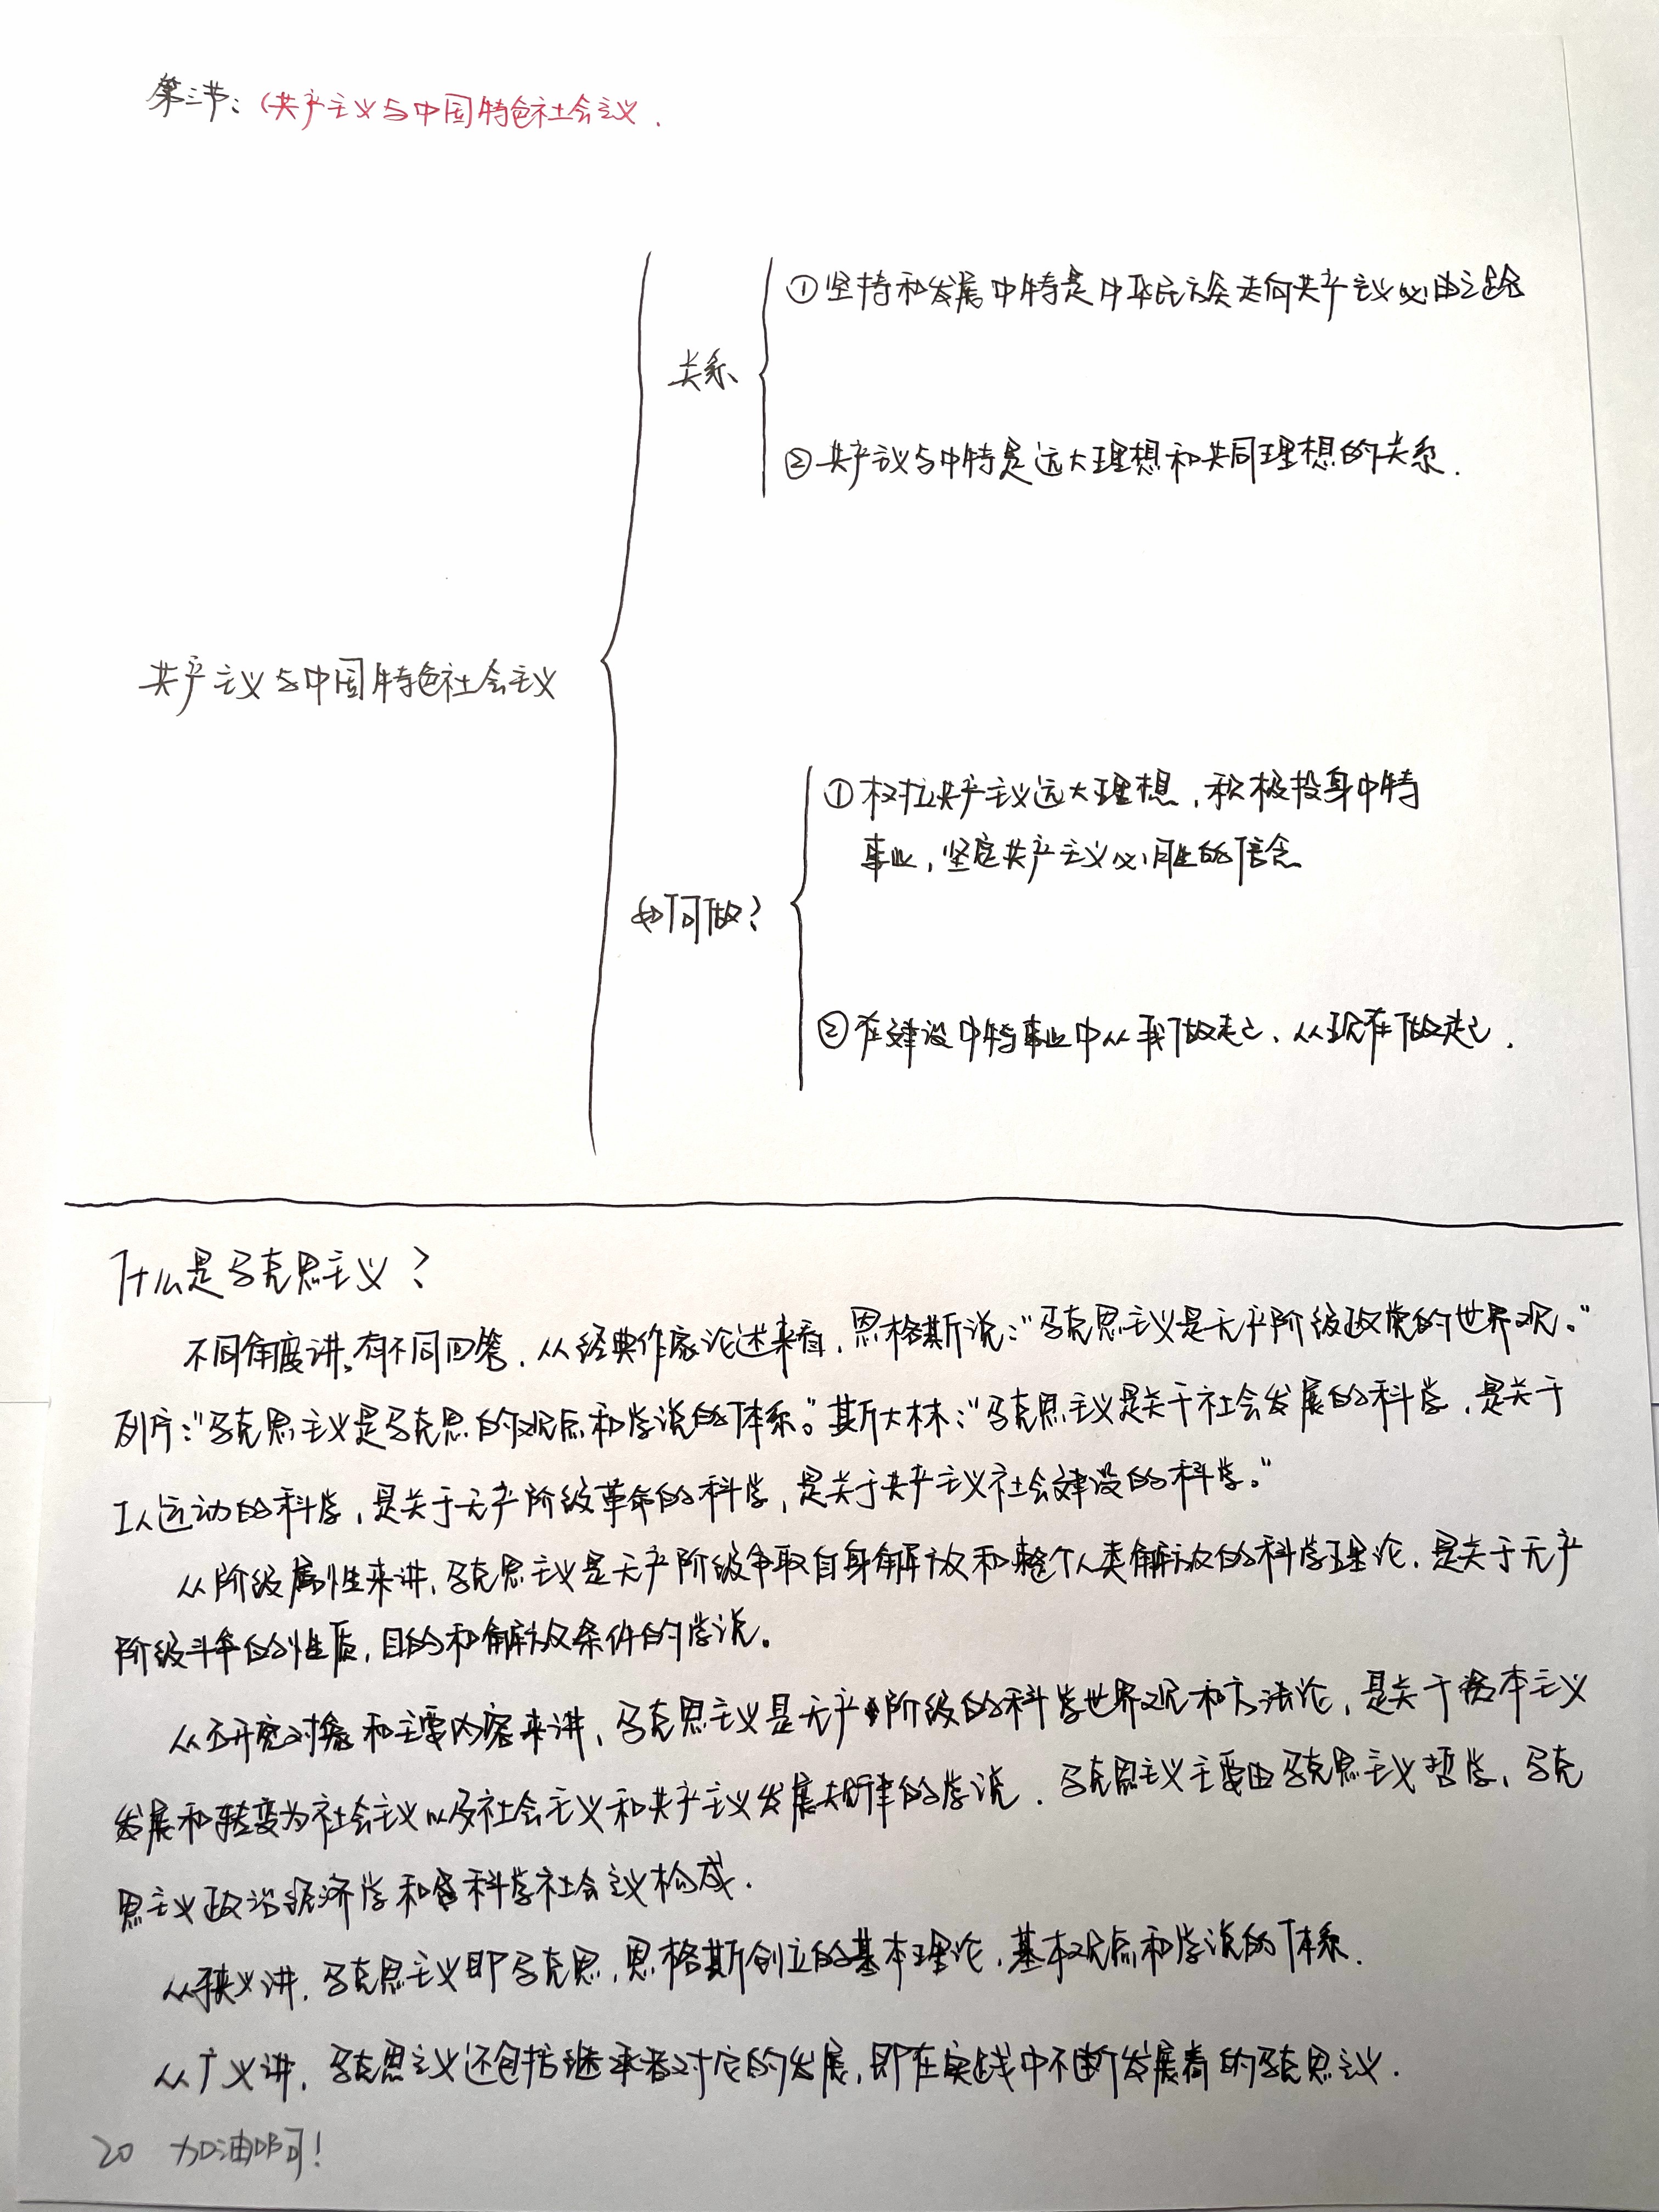 第三节：（共产主义与中国特色社会主义．
关系
①坚持和发展中特是中华民族走向共产主义必由之路
②共产主义与中特是远大理想和共同理想的关系．
共产主义与中国特色社会主义
如何做？
①树立共产主义远大理想，积极投身中特
事业，坚定共产主义必胜的信念
②在建设中特事业中从我做起、从现在做起．
什么是马克思主义？
不同角度讲，有不同回答．从经典作家论述来看，恩格斯说：“马克思主义是无产阶级政党的世界观。”
列宁：“马克思主义是马克思的观点和学说的体系。”斯大林：“马克思主义是关于社会发展的科学，是关于
工人运动的科学，是关于无产阶级革命的科学，是关于共产主义社会建设的科学。”
从阶级属性来讲，马克思主义是无产阶级争取自身解放和整个人类解放的科学理论．是关于无产
阶级斗争的性质，目的和解放条件的学说。
从研究对象和主要内容来讲，马克思主义是无产阶级的科学世界观和方法论，是关于资本主义
发展和转变为社会主义以及社会主义和共产主义发展规律的学说．马克思主义主要由马克思主义哲学，马克
思主义政治经济学和科学社会主义构成．
从狭义讲，马克思主义即马克思，恩格斯创立的基本理论，基本观点和学说的体系．
从广义讲，马克思主义还包括继承者对它的发展，即在实践中不断发展着的马克思主义．
20 加油啊！